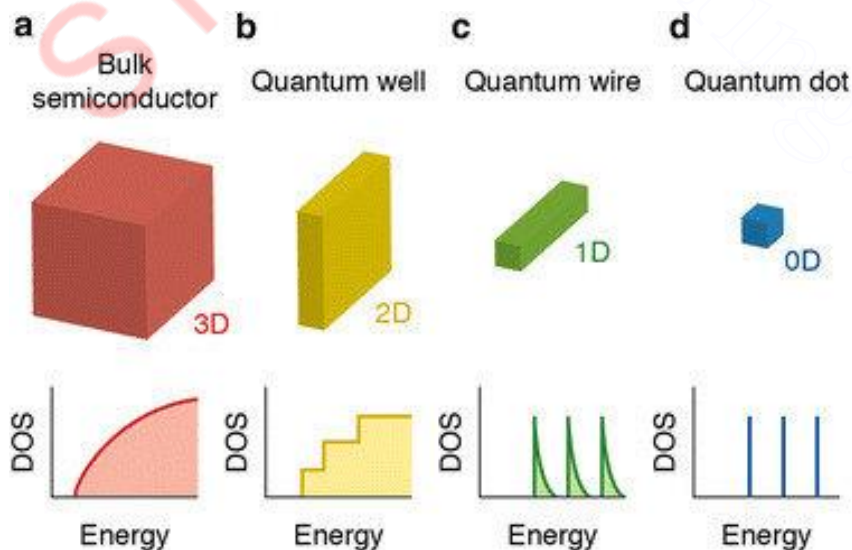 a
Bulk
semiconductor
b
Quantum well
c
Quantum wire
d
Quantum dot
3D
2D
1D
0D
DOS
Energy
DOS
Energy
DOS
Energy
DOS
Energy